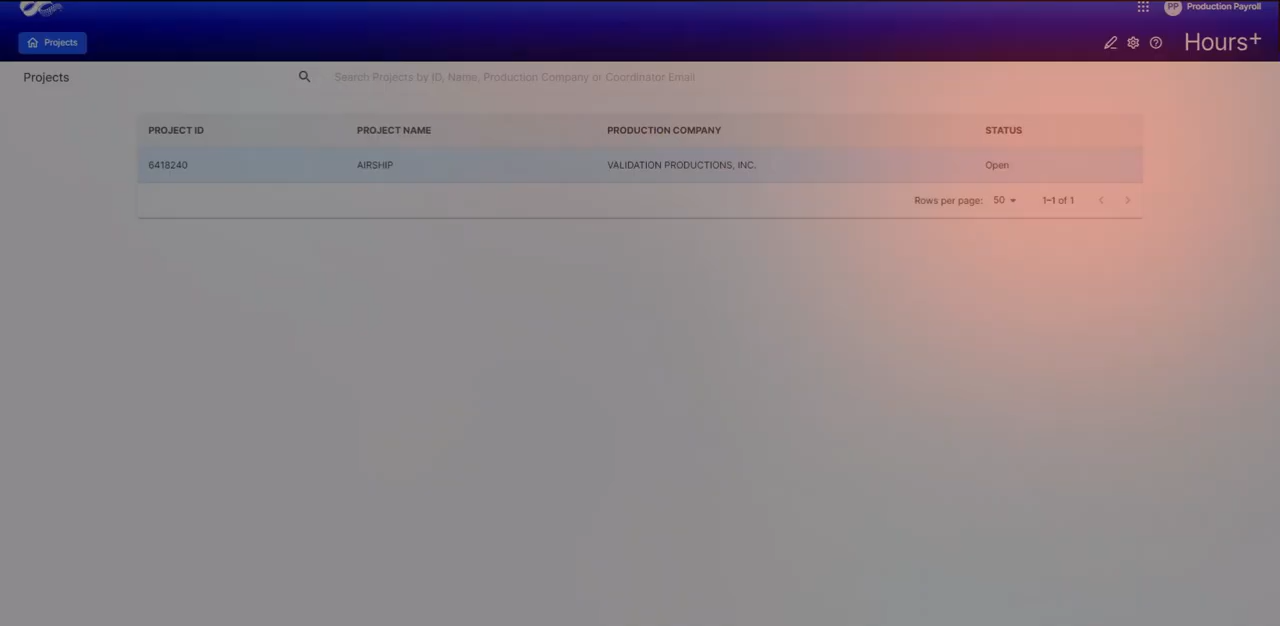 PP Production Payroll
Projects
Hours+
Projects
Search Projects by ID, Name, Production Company or Coordinator Email
PROJECT ID PROJECT NAME PRODUCTION COMPANY STATUS
6418240 AIRSHIP VALIDATION PRODUCTIONS, INC. Open
Rows per page: 50 1–1 of 1